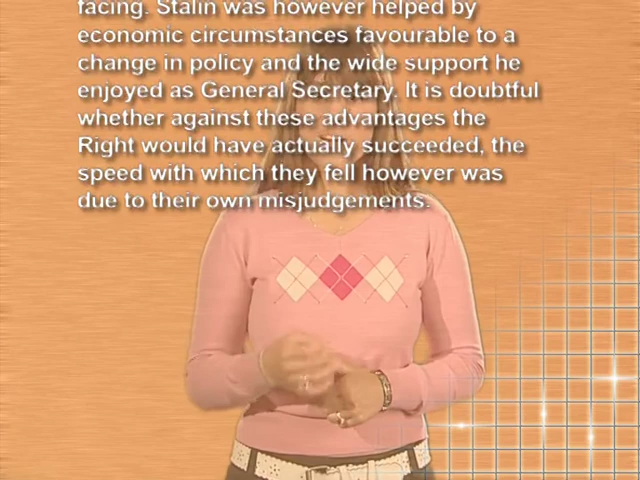 facing. Stalin was however helped by
economic circumstances favourable to a
change in policy and the wide support he
enjoyed as General Secretary. It is doubtful
whether against these advantages the
Right would have actually succeeded, the
speed with which they fell however was
due to their own misjudgements.